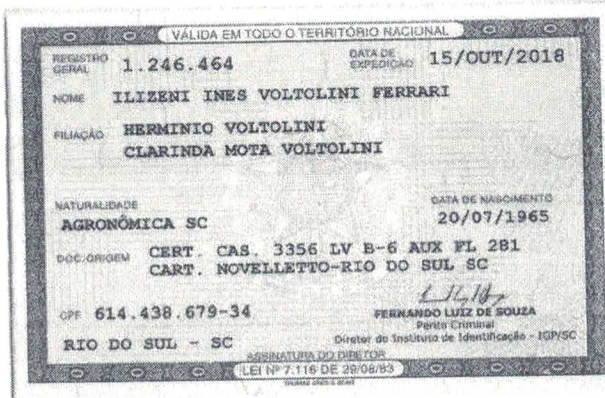 VÁLIDA EM TODO O TERRITÓRIO NACIONAL
REGISTRO GERAL 1.246.464 DATA DE EXPEDIÇÃO 15/OUT/2018
NOME ILIZENI INES VOLTOLINI FERRARI
FILIAÇÃO HERMINIO VOLTOLINI
CLARINDA MOTA VOLTOLINI
NATURALIDADE DATA DE NASCIMENTO
AGRONÔMICA SC 20/07/1965
DOC. ORIGEM CERT. CAS. 3356 LV B-6 AUX FL 281
CART. NOVELLETTO-RIO DO SUL SC
CPF 614.438.679-34
FERNANDO LUIZ DE SOUZA
Perito Criminal
RIO DO SUL - SC Diretor do Instituto de Identificação - IGP/SC
ASSINATURA DO DIRETOR
LEI Nº 7.116 DE 29/08/83